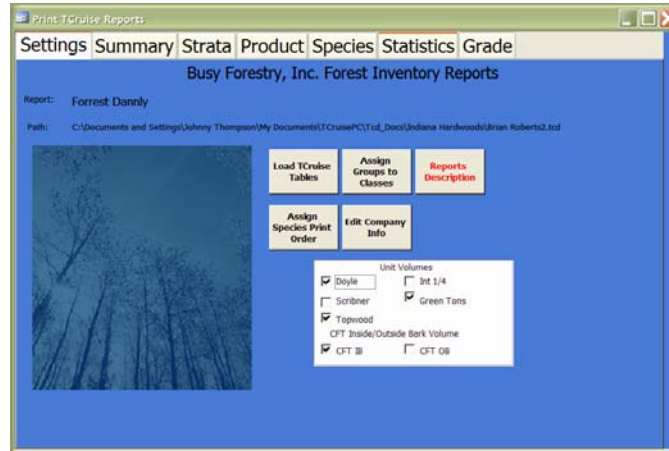 Print TCruise Reports
Settings Summary Strata Product Species Statistics Grade
Busy Forestry, Inc. Forest Inventory Reports
Report: Forrest Dannly
Path: C:\Documents and Settings\Johnny Thompson\My Documents\TCruisePC\Tcd_Docs\Indiana Hardwoods\Brian Roberts2.tcd
Load TCruise
Tables
Assign
Groups to
Classes
Reports
Description
Assign
Species Print
Order
Edit Company
Info
Unit Volumes
Doyle Int 1/4
Scribner Green Tons
Topwood
CFT Inside/Outside Bark Volume
CFT IB CFT OB